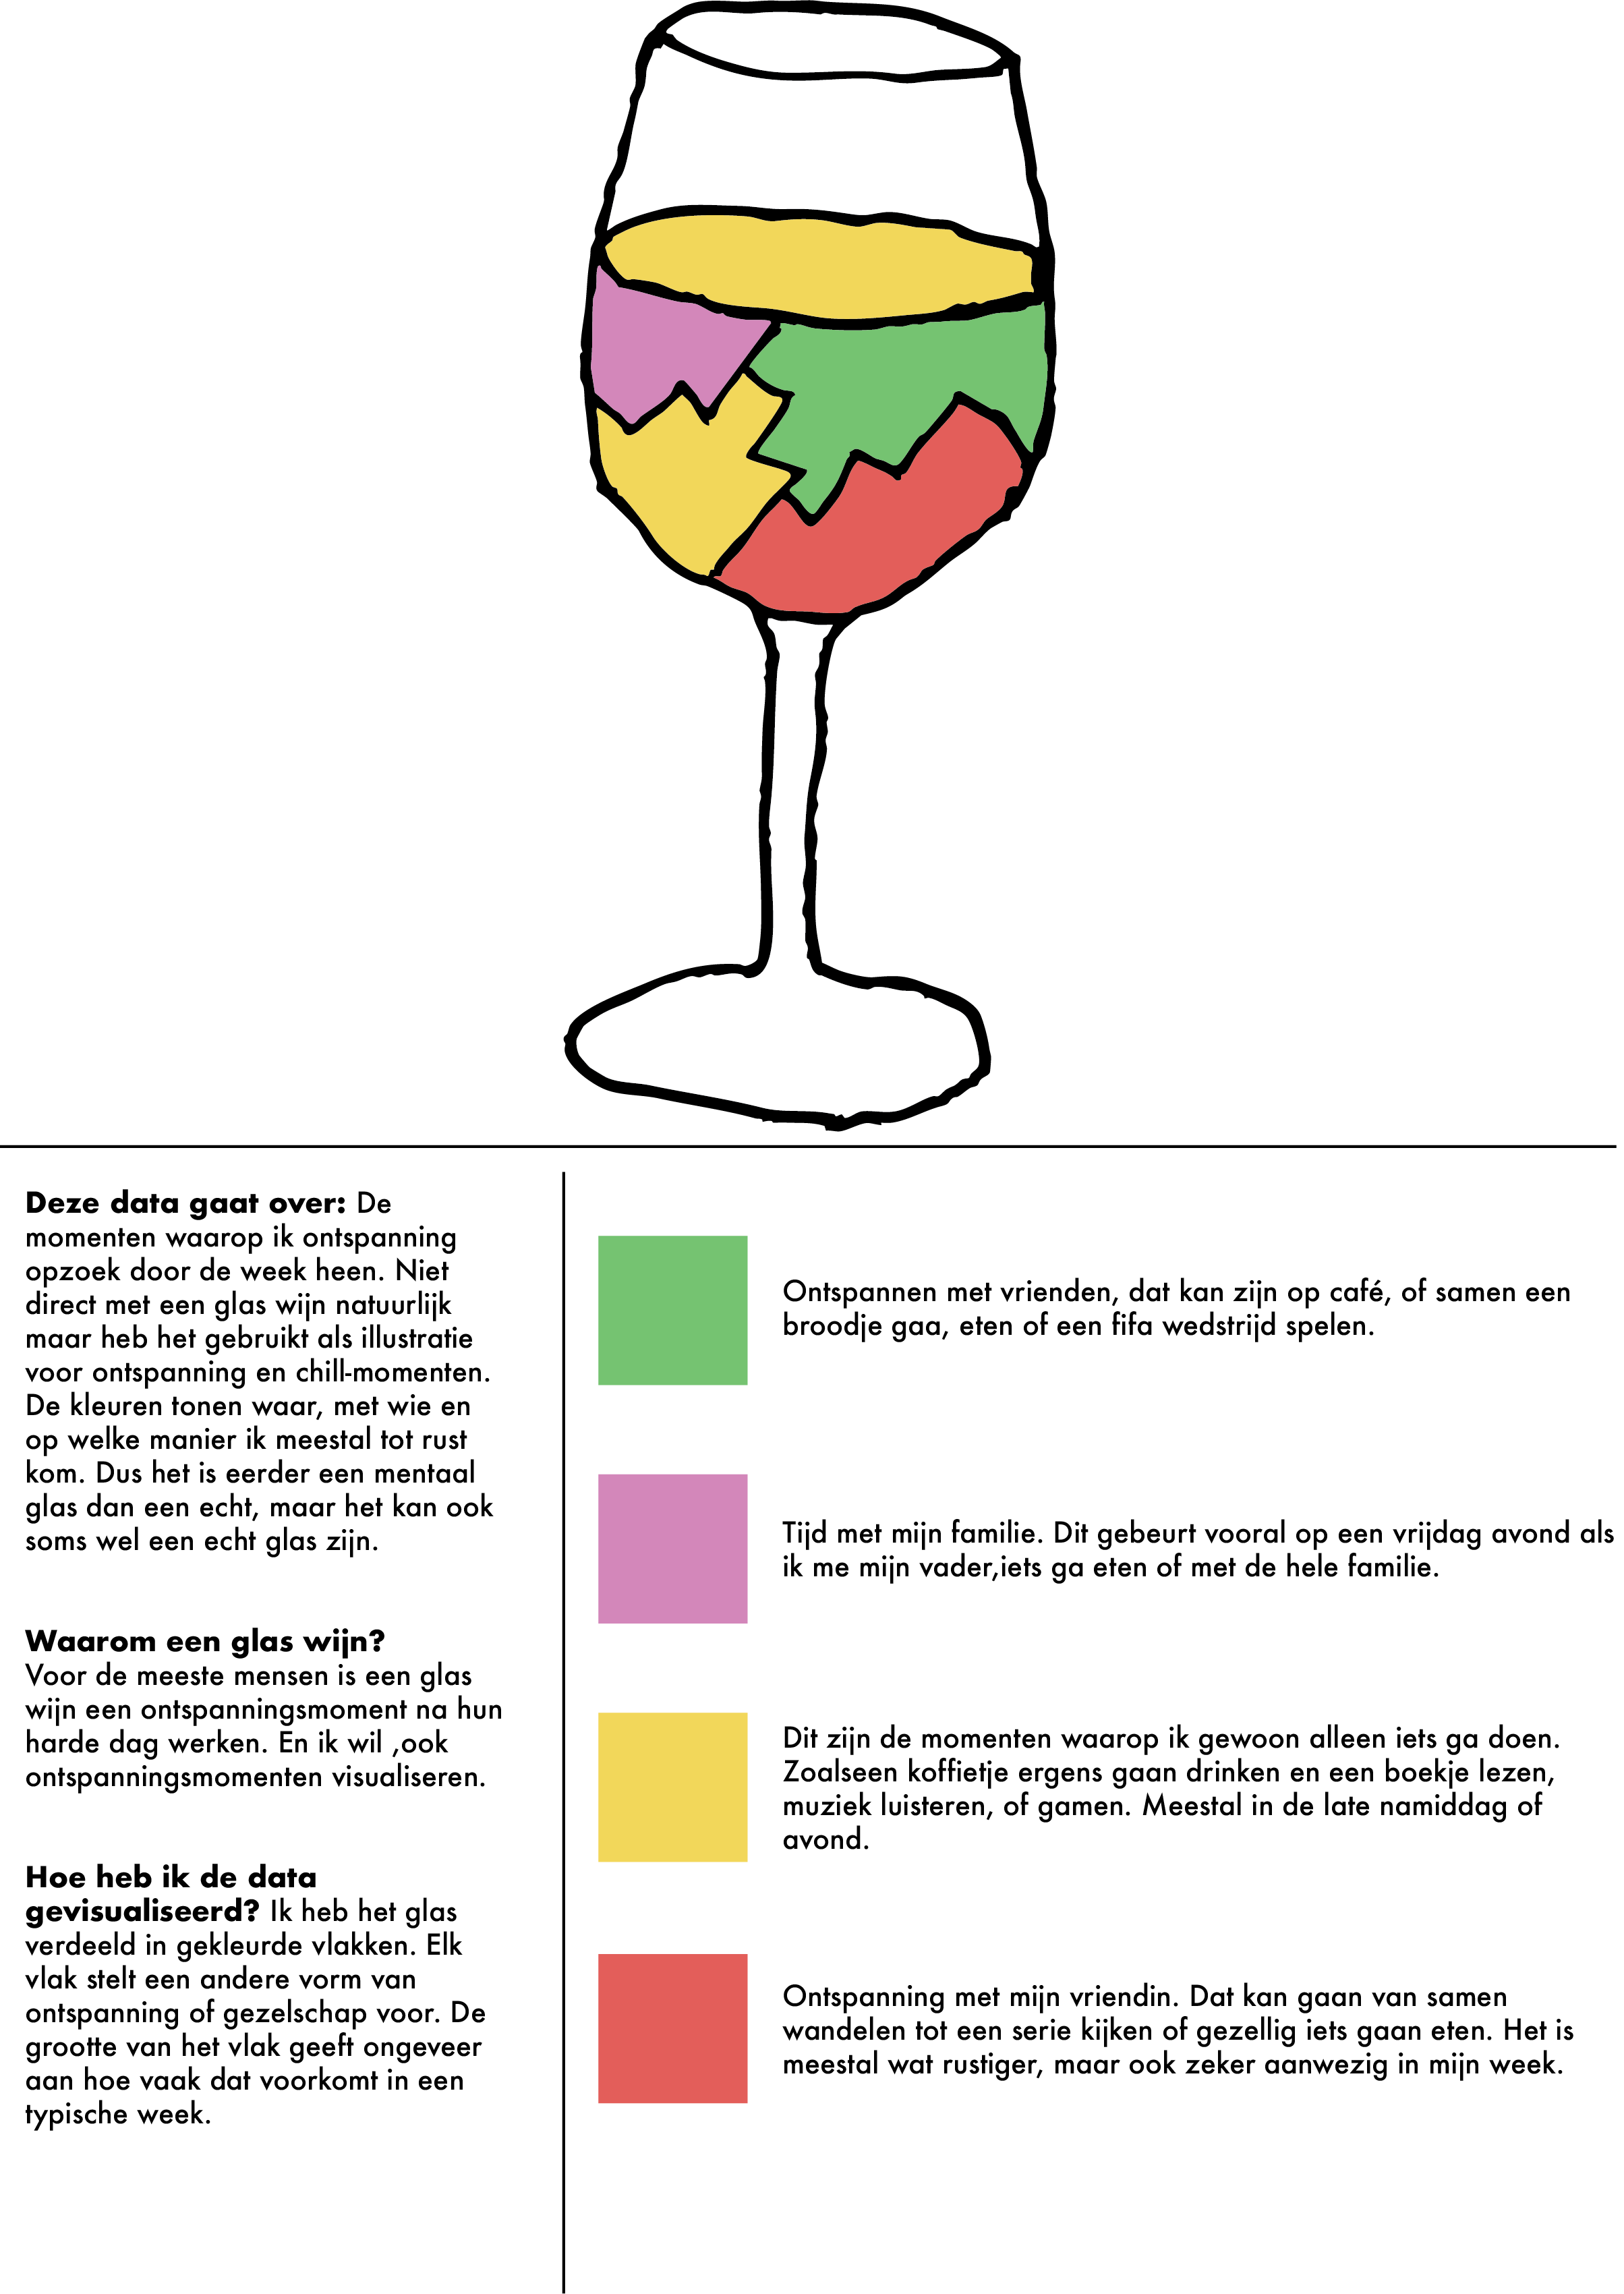 Deze data gaat over: De
momenten waarop ik ontspanning
opzoek door de week heen. Niet
direct met een glas wijn natuurlijk
maar heb het gebruikt als illustratie
voor ontspanning en chill-momenten.
De kleuren tonen waar, met wie en
op welke manier ik meestal tot rust
kom. Dus het is eerder een mentaal
glas dan een echt, maar het kan ook
soms wel een echt glas zijn.
Waarom een glas wijn?
Voor de meeste mensen is een glas
wijn een ontspanningsmoment na hun
harde dag werken. En ik wil ,ook
ontspanningsmomenten visualiseren.
Hoe heb ik de data
gevisualiseerd? Ik heb het glas
verdeeld in gekleurde vlakken. Elk
vlak stelt een andere vorm van
ontspanning of gezelschap voor. De
grootte van het vlak geeft ongeveer
aan hoe vaak dat voorkomt in een
typische week.
Ontspannen met vrienden, dat kan zijn op café, of samen een
broodje gaa, eten of een fifa wedstrijd spelen.
Tijd met mijn familie. Dit gebeurt vooral op een vrijdag avond als
ik me mijn vader,iets ga eten of met de hele familie.
Dit zijn de momenten waarop ik gewoon alleen iets ga doen.
Zoalseen koffietje ergens gaan drinken en een boekje lezen,
muziek luisteren, of gamen. Meestal in de late namiddag of
avond.
Ontspanning met mijn vriendin. Dat kan gaan van samen
wandelen tot een serie kijken of gezellig iets gaan eten. Het is
meestal wat rustiger, maar ook zeker aanwezig in mijn week.